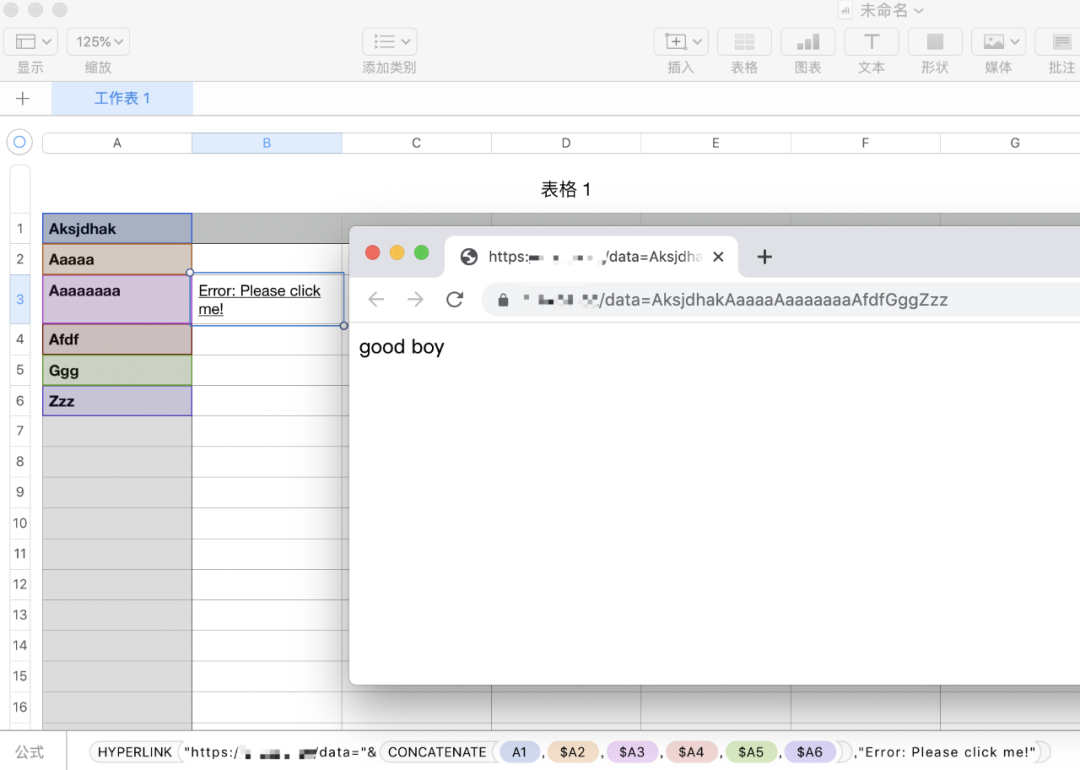 未命名
125%
显示
缩放
添加类别
插入
表格
图表
文本
形状
媒体
批注
工作表 1
A
B
C
D
E
F
G
表格 1
1
Aksjdhak
2
Aaaaa
3
Aaaaaaaa
Error: Please click
me!
4
Afdf
5
Ggg
6
Zzz
7
8
9
10
11
12
13
14
15
16
https: /data=Aksjdha
/data=AksjdhakAaaaaAaaaaaaaAfdfGggZzz
good boy
公式
HYPERLINK "https:/ /data="& CONCATENATE A1 , $A2 , $A3 , $A4 , $A5 , $A6 ,"Error: Please click me!"